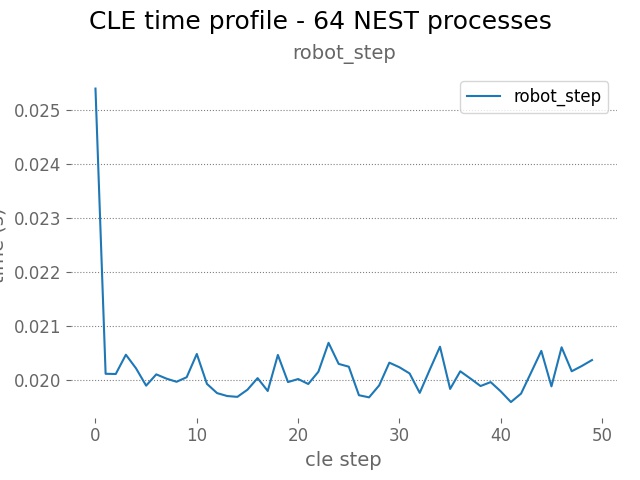 CLE time profile - 64 NEST processes
robot_step
robot_step
0.025
0.024
0.023
0.022
0.021
0.020
time (s)
0 10 20 30 40 50
cle step